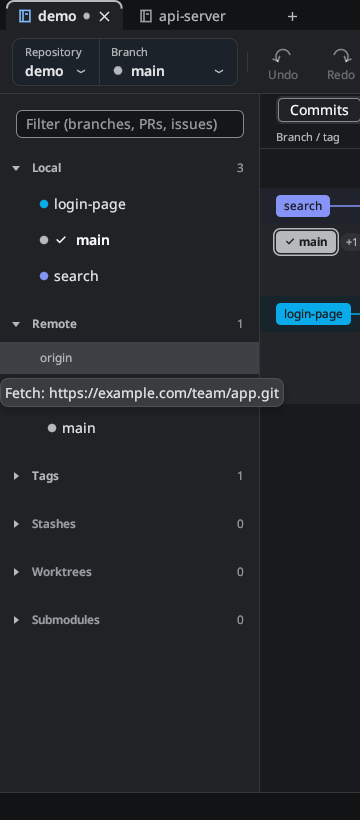 demo
api-server
Repository
demo
Branch
main
Undo
Redo
Filter (branches, PRs, issues)
Commits
Branch / tag
Local 3
login-page
main
search
Remote 1
origin
Fetch: https://example.com/team/app.git
main
Tags 1
Stashes 0
Worktrees 0
Submodules 0
search
main +1
login-page